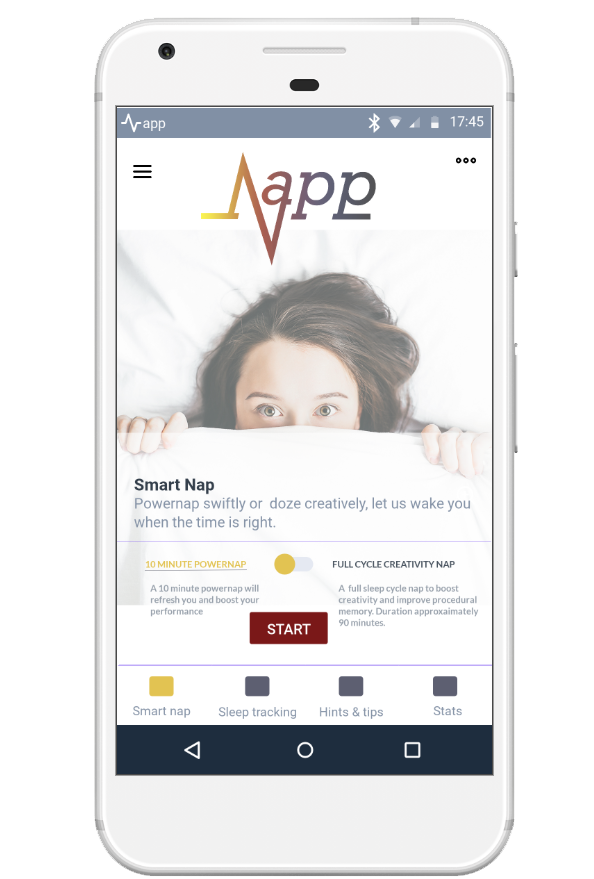 app
17:45
Napp
Smart Nap
Powernap swiftly or doze creatively, let us wake you
when the time is right.
10 MINUTE POWERNAP
FULL CYCLE CREATIVITY NAP
A 10 minute powernap will
refresh you and boost your
performance
A full sleep cycle nap to boost
creativity and improve procedural
memory. Duration approxaimately
90 minutes.
START
Smart nap
Sleep tracking
Hints & tips
Stats